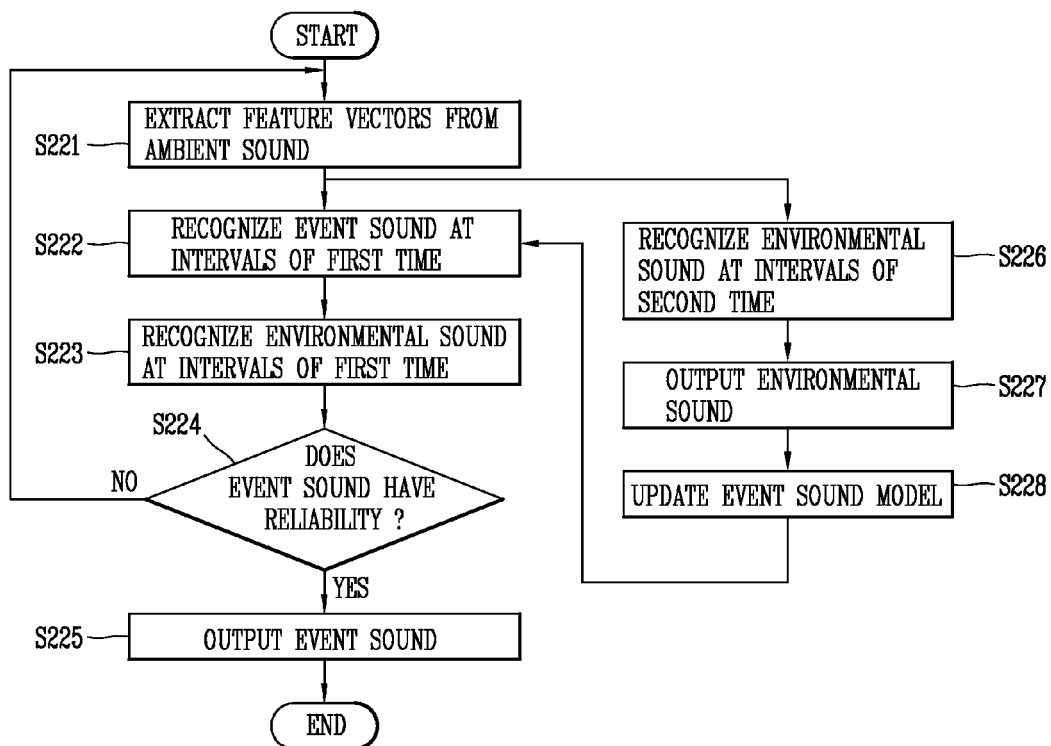 START
EXTRACT FEATURE VECTORS FROM
AMBIENT SOUND
S221
RECOGNIZE EVENT SOUND AT
INTERVALS OF FIRST TIME
S222
RECOGNIZE ENVIRONMENTAL SOUND
AT INTERVALS OF FIRST TIME
S223
S224
DOES
EVENT SOUND HAVE
RELIABILITY ?
NO
YES
S225
OUTPUT EVENT SOUND
END
RECOGNIZE ENVIRONMENTAL
SOUND AT INTERVALS OF
SECOND TIME
S226
OUTPUT ENVIRONMENTAL
SOUND
S227
UPDATE EVENT SOUND MODEL
S228